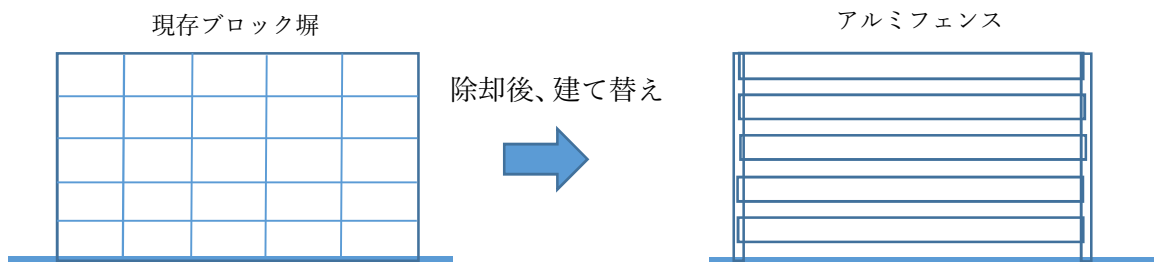 現存ブロック塀
アルミフェンス
除却後、建て替え